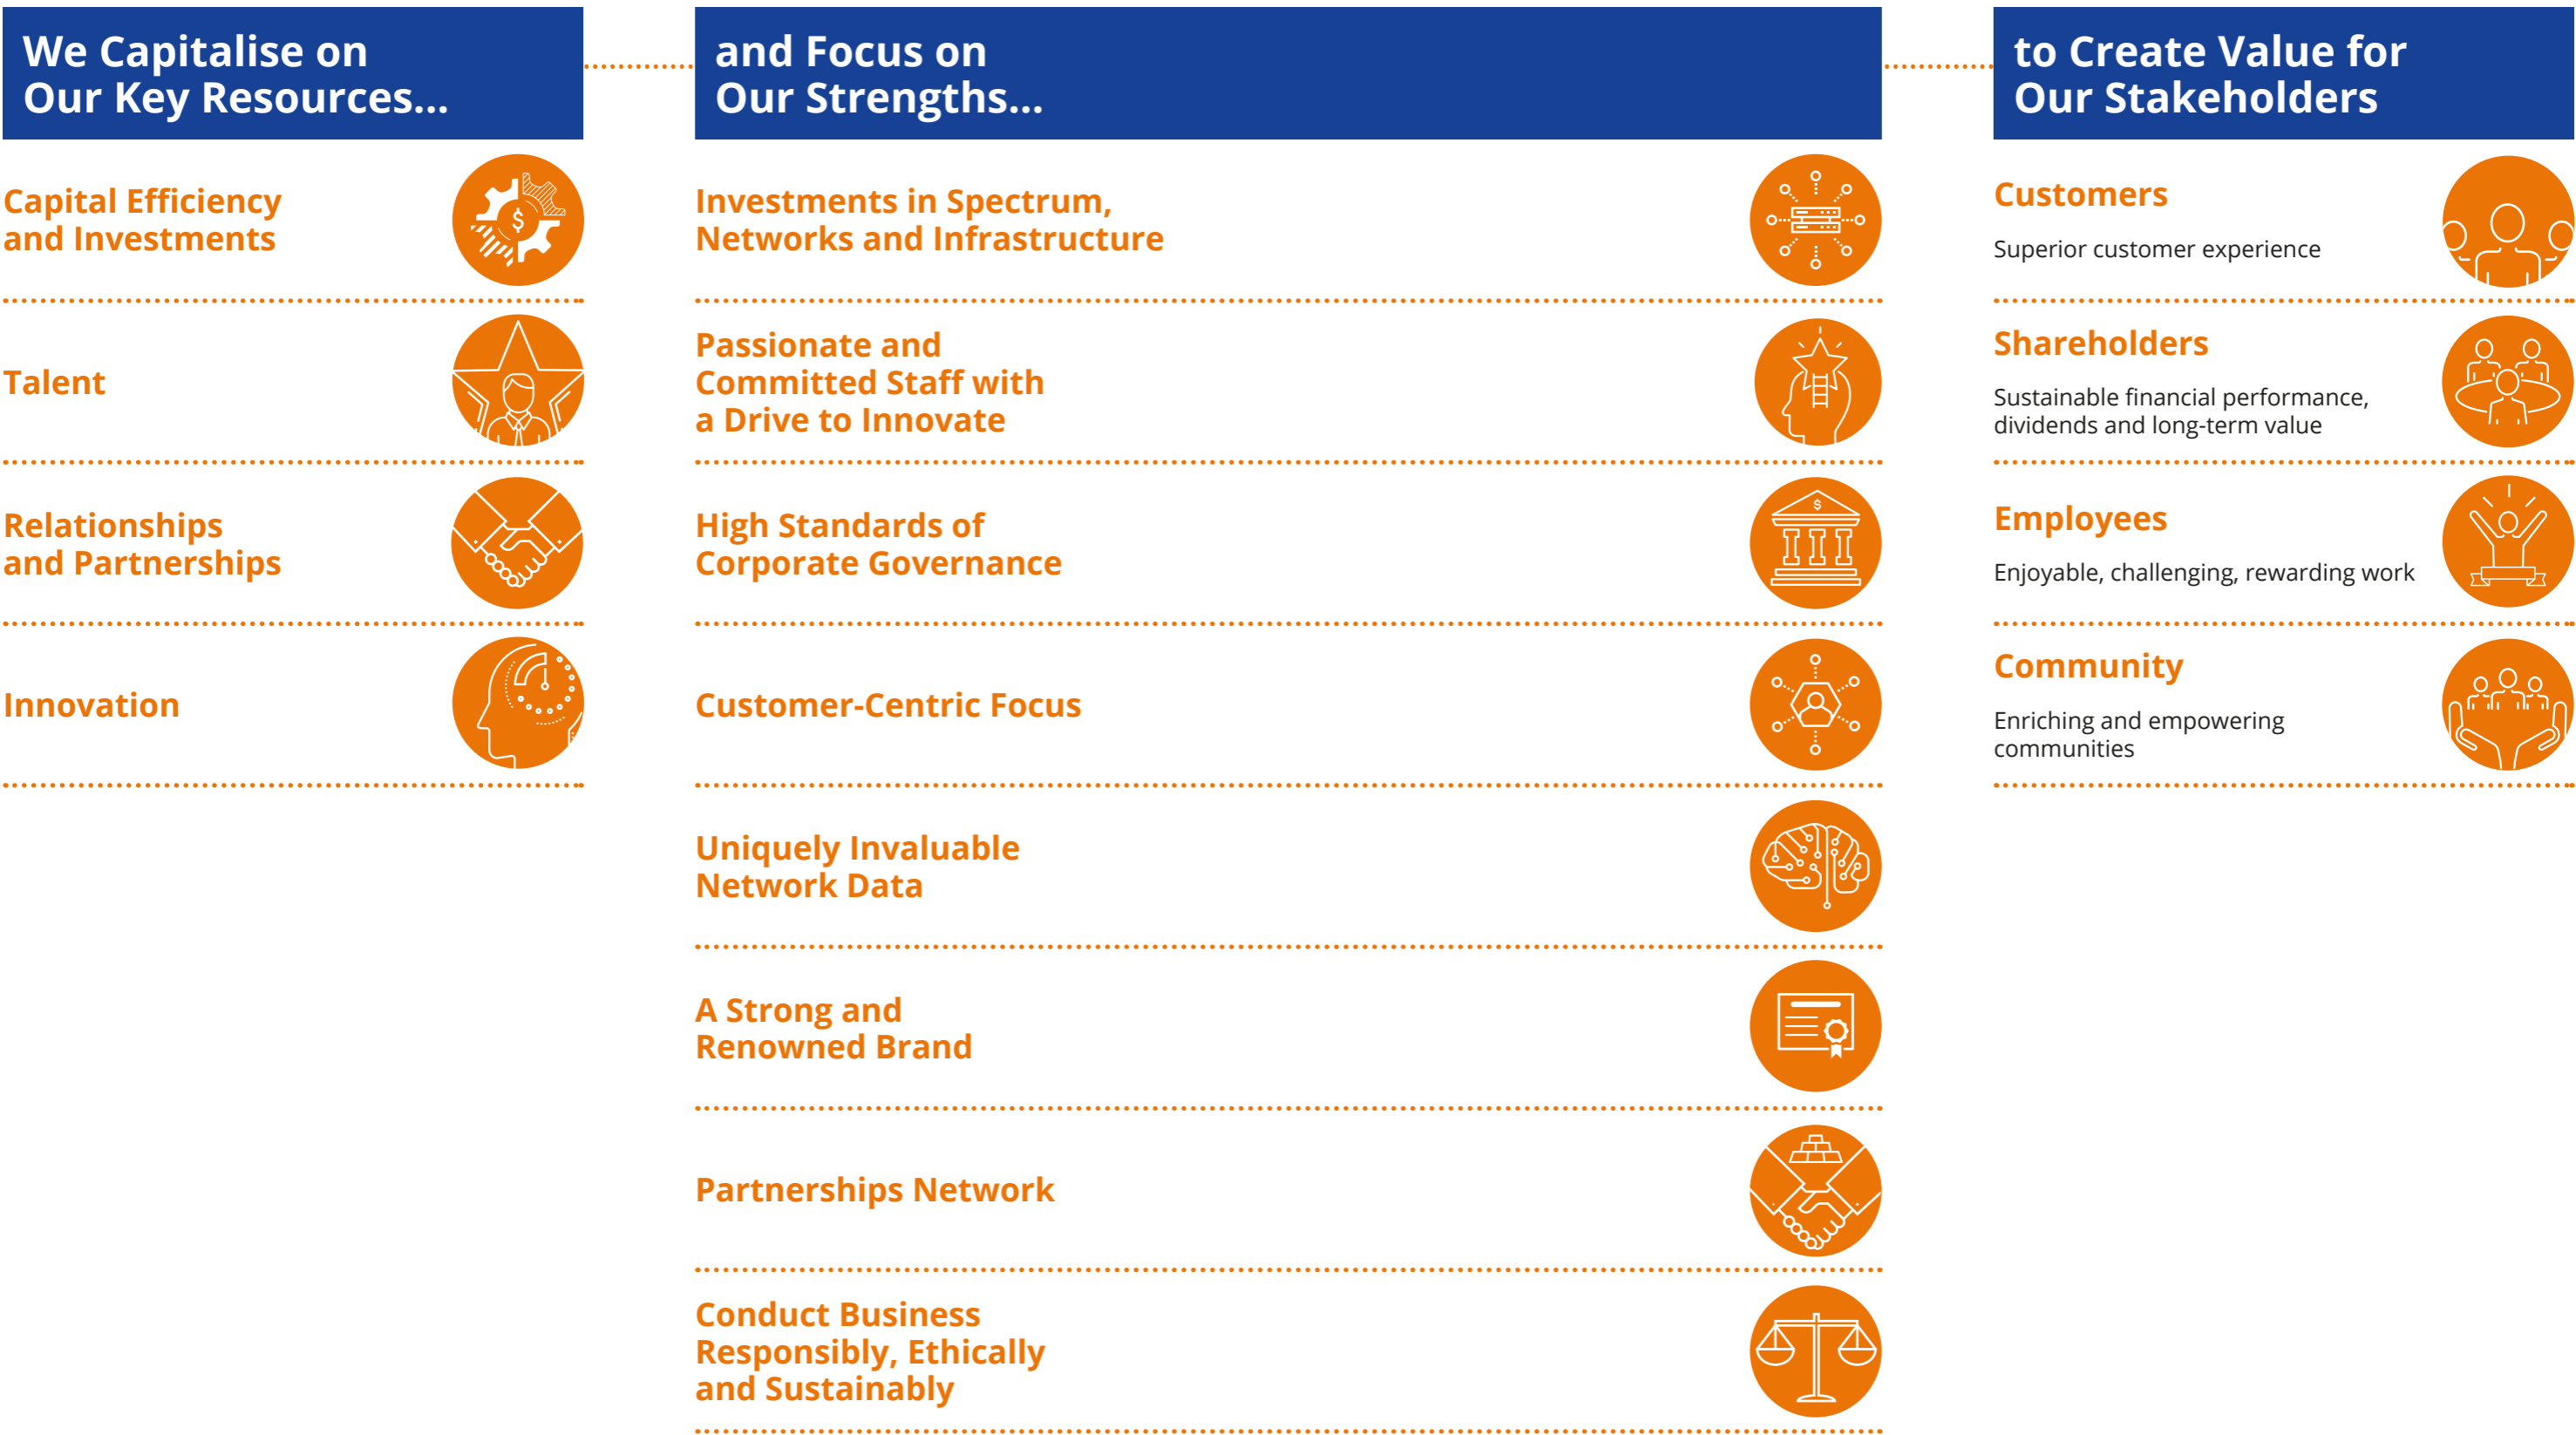 We Capitalise on
Our Key Resources...
Capital Efficiency
and Investments
Talent
Relationships
and Partnerships
Innovation
and Focus on
Our Strengths...
Investments in Spectrum,
Networks and Infrastructure
Passionate and
Committed Staff with
a Drive to Innovate
High Standards of
Corporate Governance
Customer-Centric Focus
Uniquely Invaluable
Network Data
A Strong and
Renowned Brand
Partnerships Network
Conduct Business
Responsibly, Ethically
and Sustainably
to Create Value for
Our Stakeholders
Customers
Superior customer experience
Shareholders
Sustainable financial performance,
dividends and long-term value
Employees
Enjoyable, challenging, rewarding work
Community
Enriching and empowering
communities